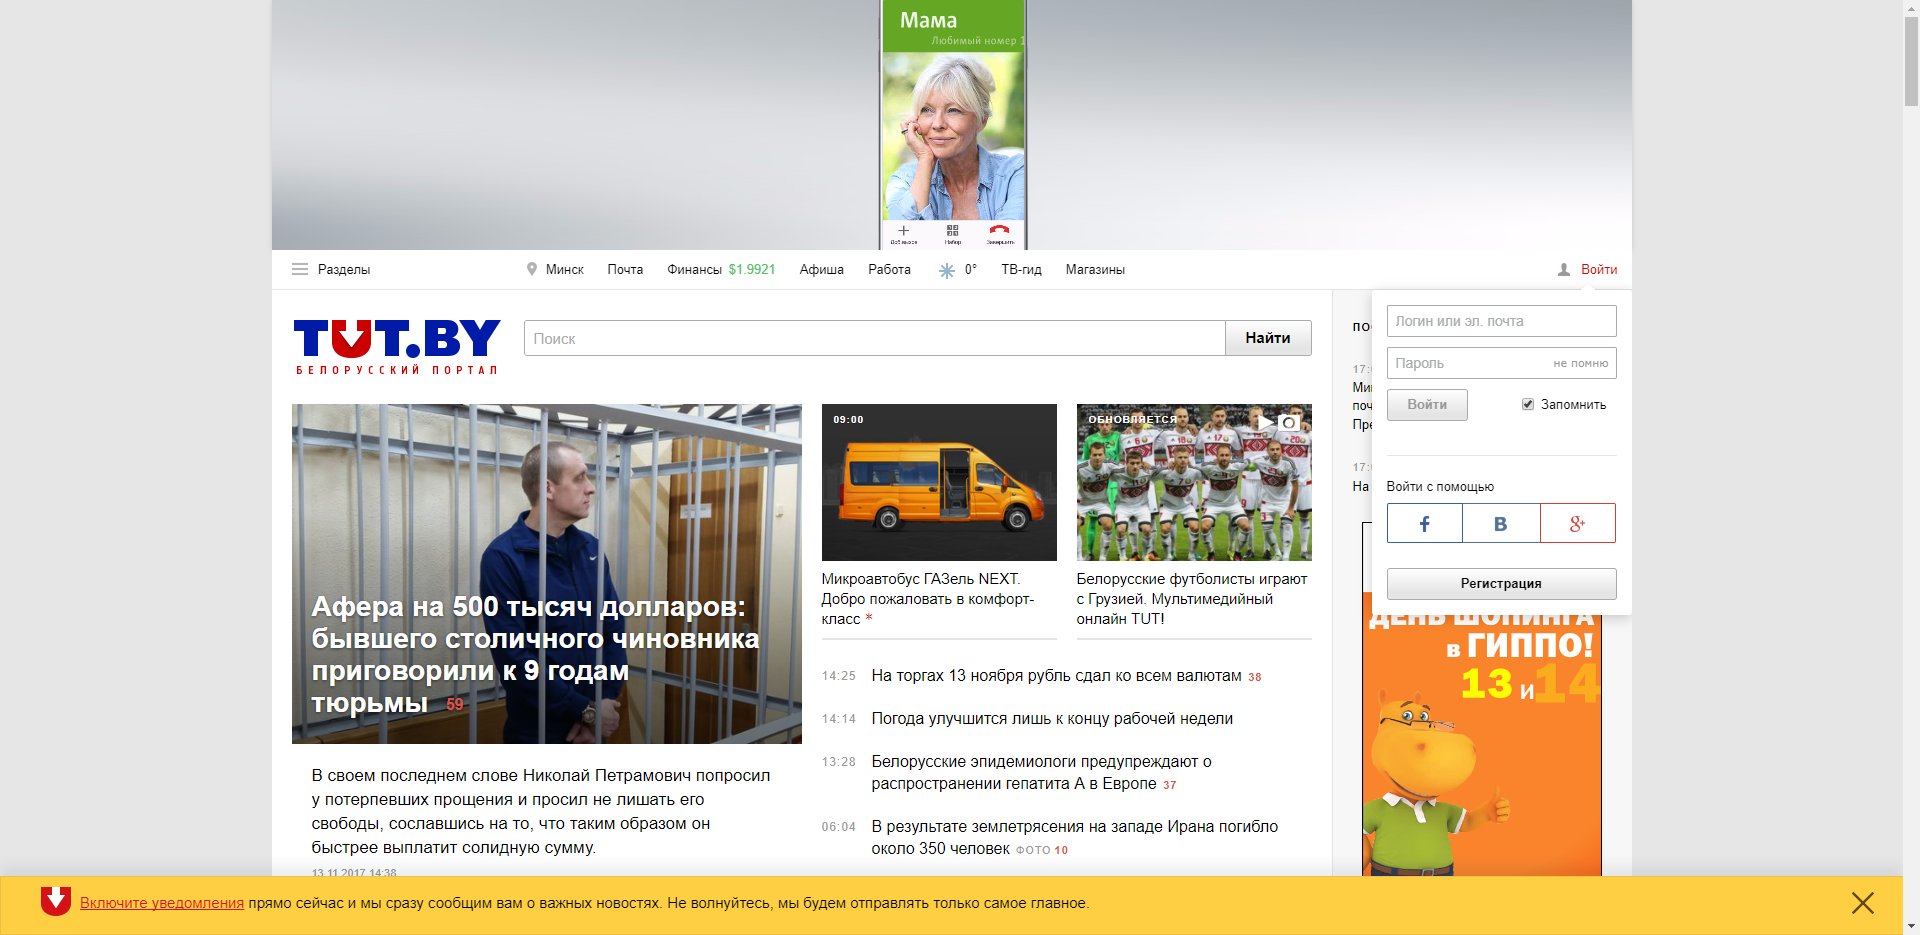 Мама
Любимый номер 1
Набор
Завершить
Разделы
Минск
Почта
Финансы $1.9921
Афиша
Работа
0°
ТВ-гид
Магазины
Войти
TUT.BY
БЕЛОРУССКИЙ ПОРТАЛ
Поиск
Найти
Логин или эл. почта
Пароль
не помню
Войти
Запомнить
Войти с помощью
f
B
g+
Регистрация
Афера на 500 тысяч долларов:
бывшего столичного чиновника
приговорили к 9 годам
тюрьмы 59
В своем последнем слове Николай Петрамович попросил
у потерпевших прощения и просил не лишать его
свободы, сославшись на то, что таким образом он
быстрее выплатит солидную сумму.
13.11.2017 14:38
09:00
Микроавтобус ГАЗель NEXT.
Добро пожаловать в комфорт-
класс *
ОБНОВЛЯЕТСЯ
Белорусские футболисты играют
с Грузией. Мультимедийный
онлайн TUT!
14:25 На торгах 13 ноября рубль сдал ко всем валютам 38
14:14 Погода улучшится лишь к концу рабочей недели
13:28 Белорусские эпидемиологи предупреждают о
распространении гепатита А в Европе 37
06:04 В результате землетрясения на западе Ирана погибло
около 350 человек ФОТО 10
17:
17:
На
ДЕНЬ ШОПИНГА
в ГИППО!
13 и 14
Включите уведомления прямо сейчас и мы сразу сообщим вам о важных новостях. Не волнуйтесь, мы будем отправлять только самое главное.